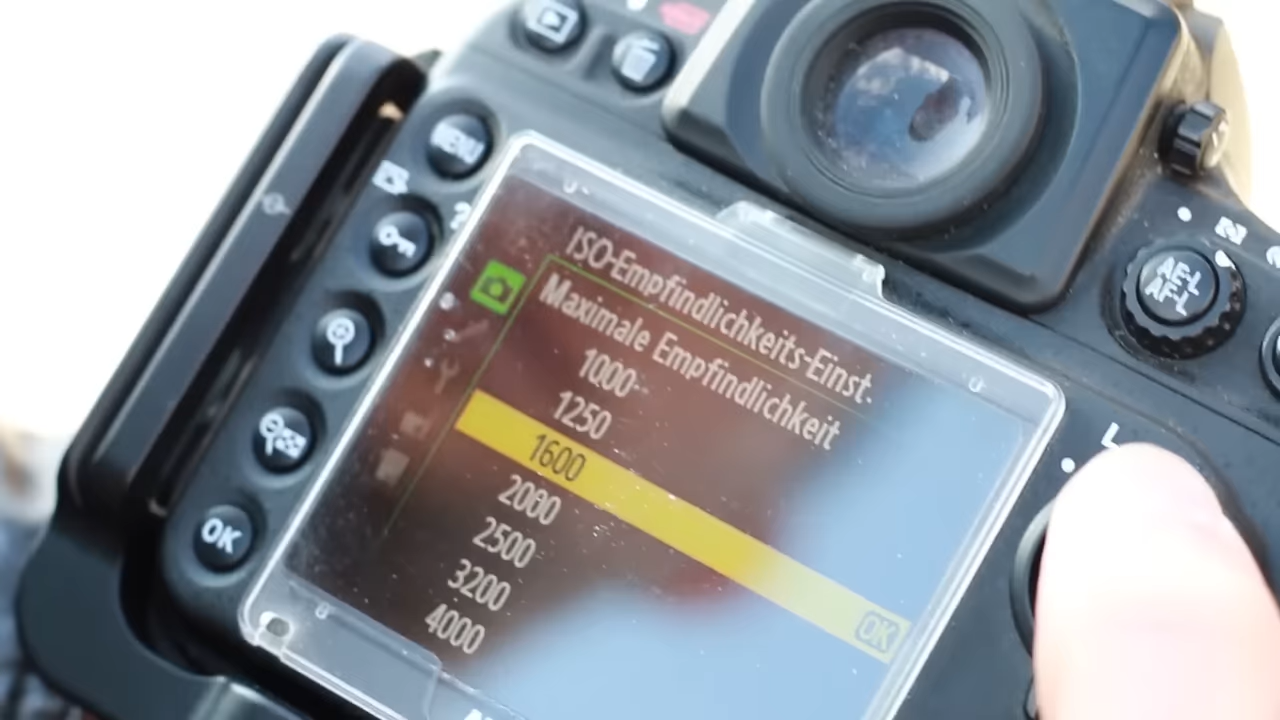 MENU
?
ISO-Empfindlichkeits-Einst.
Maximale Empfindlichkeit
1000
1250
1600
OK
2000
2500
3200
4000
OK
AE-L
AF-L
L